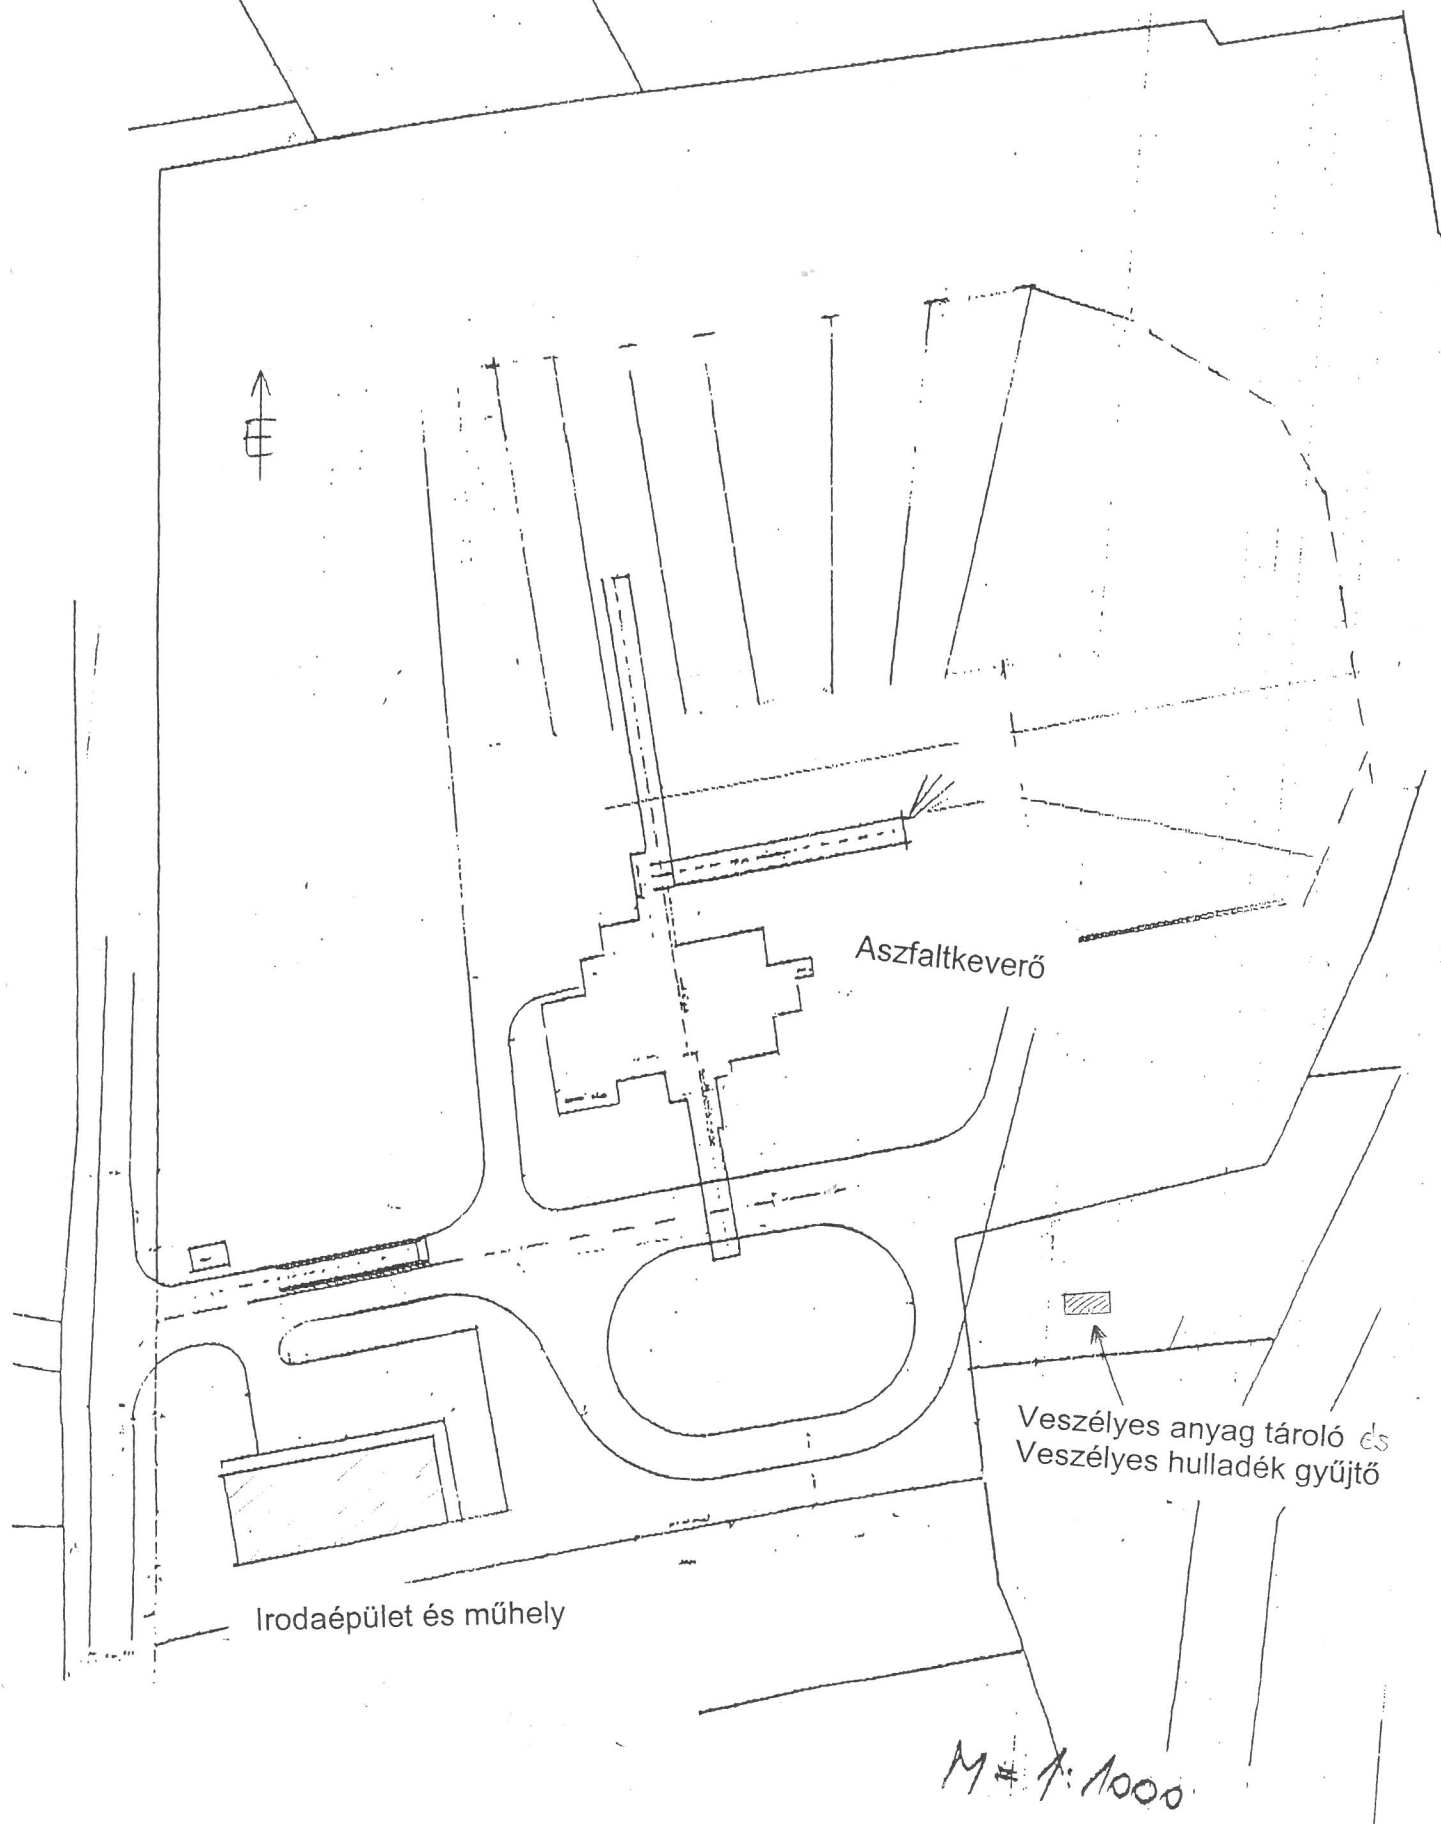 É
Aszfaltkeverő
Veszélyes anyag tároló és
Veszélyes hulladék gyűjtő
Irodaépület és műhely
M = 1:1000